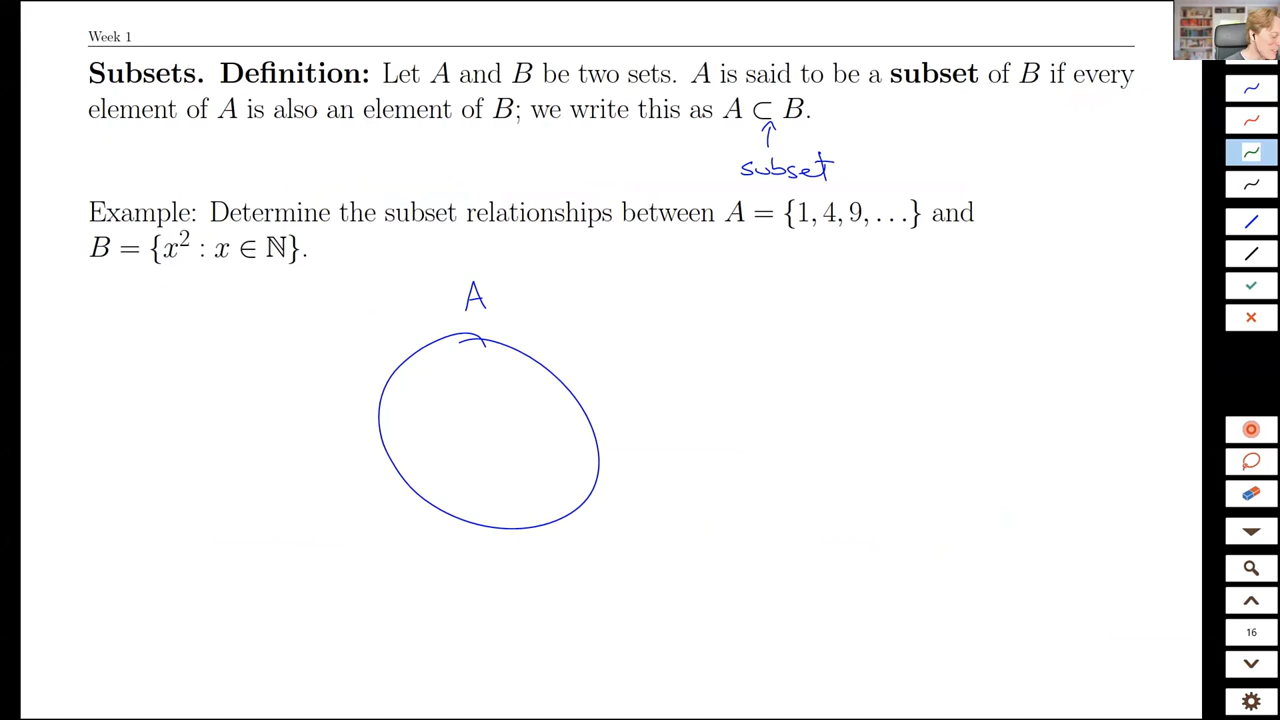 Week 1
Subsets. Definition: Let A and B be two sets. A is said to be a subset of B if every
element of A is also an element of B; we write this as A ⊂ B.
↑
subset
Example: Determine the subset relationships between A = {1, 4, 9, . . .} and
B = {x² : x ∈ ℕ}.
A
16